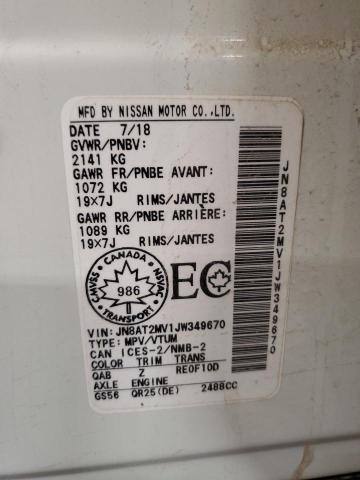 MFD BY NISSAN MOTOR CO.,LTD.
DATE 7/18
GVWR/PNBV:
2141 KG
GAWR FR/PNBE AVANT:
1072 KG
19×7J RIMS/JANTES
GAWR RR/PNBE ARRIÈRE:
1089 KG
19×7J RIMS/JANTES
CANADA
CMVSS 986 NSVAC
TRANSPORT
EC
VIN: JN8AT2MV1JW349670
TYPE: MPV/VTUM
CAN ICES-2/NMB-2
COLOR TRIM TRANS
QAB Z RE0F10D
AXLE ENGINE
GS56 QR25(DE) 2488CC
JN8AT2MV1JW349670